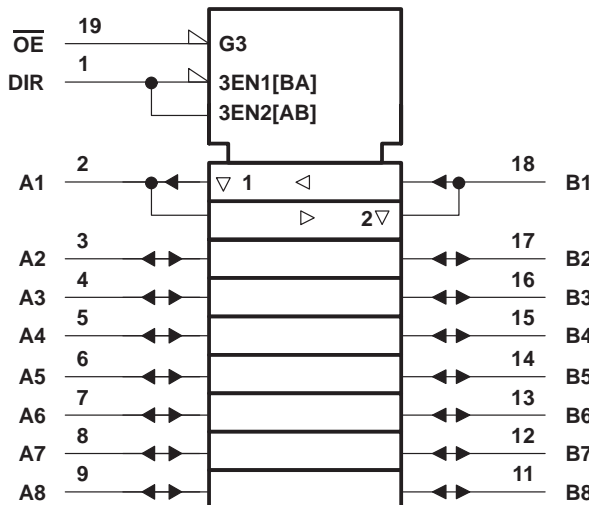 O̅E̅ 19 G3
DIR 1 3EN1[BA]
3EN2[AB]
A1 2 1 18 B1
2
A2 3 17 B2
A3 4 16 B3
A4 5 15 B4
A5 6 14 B5
A6 7 13 B6
A7 8 12 B7
A8 9 11 B8